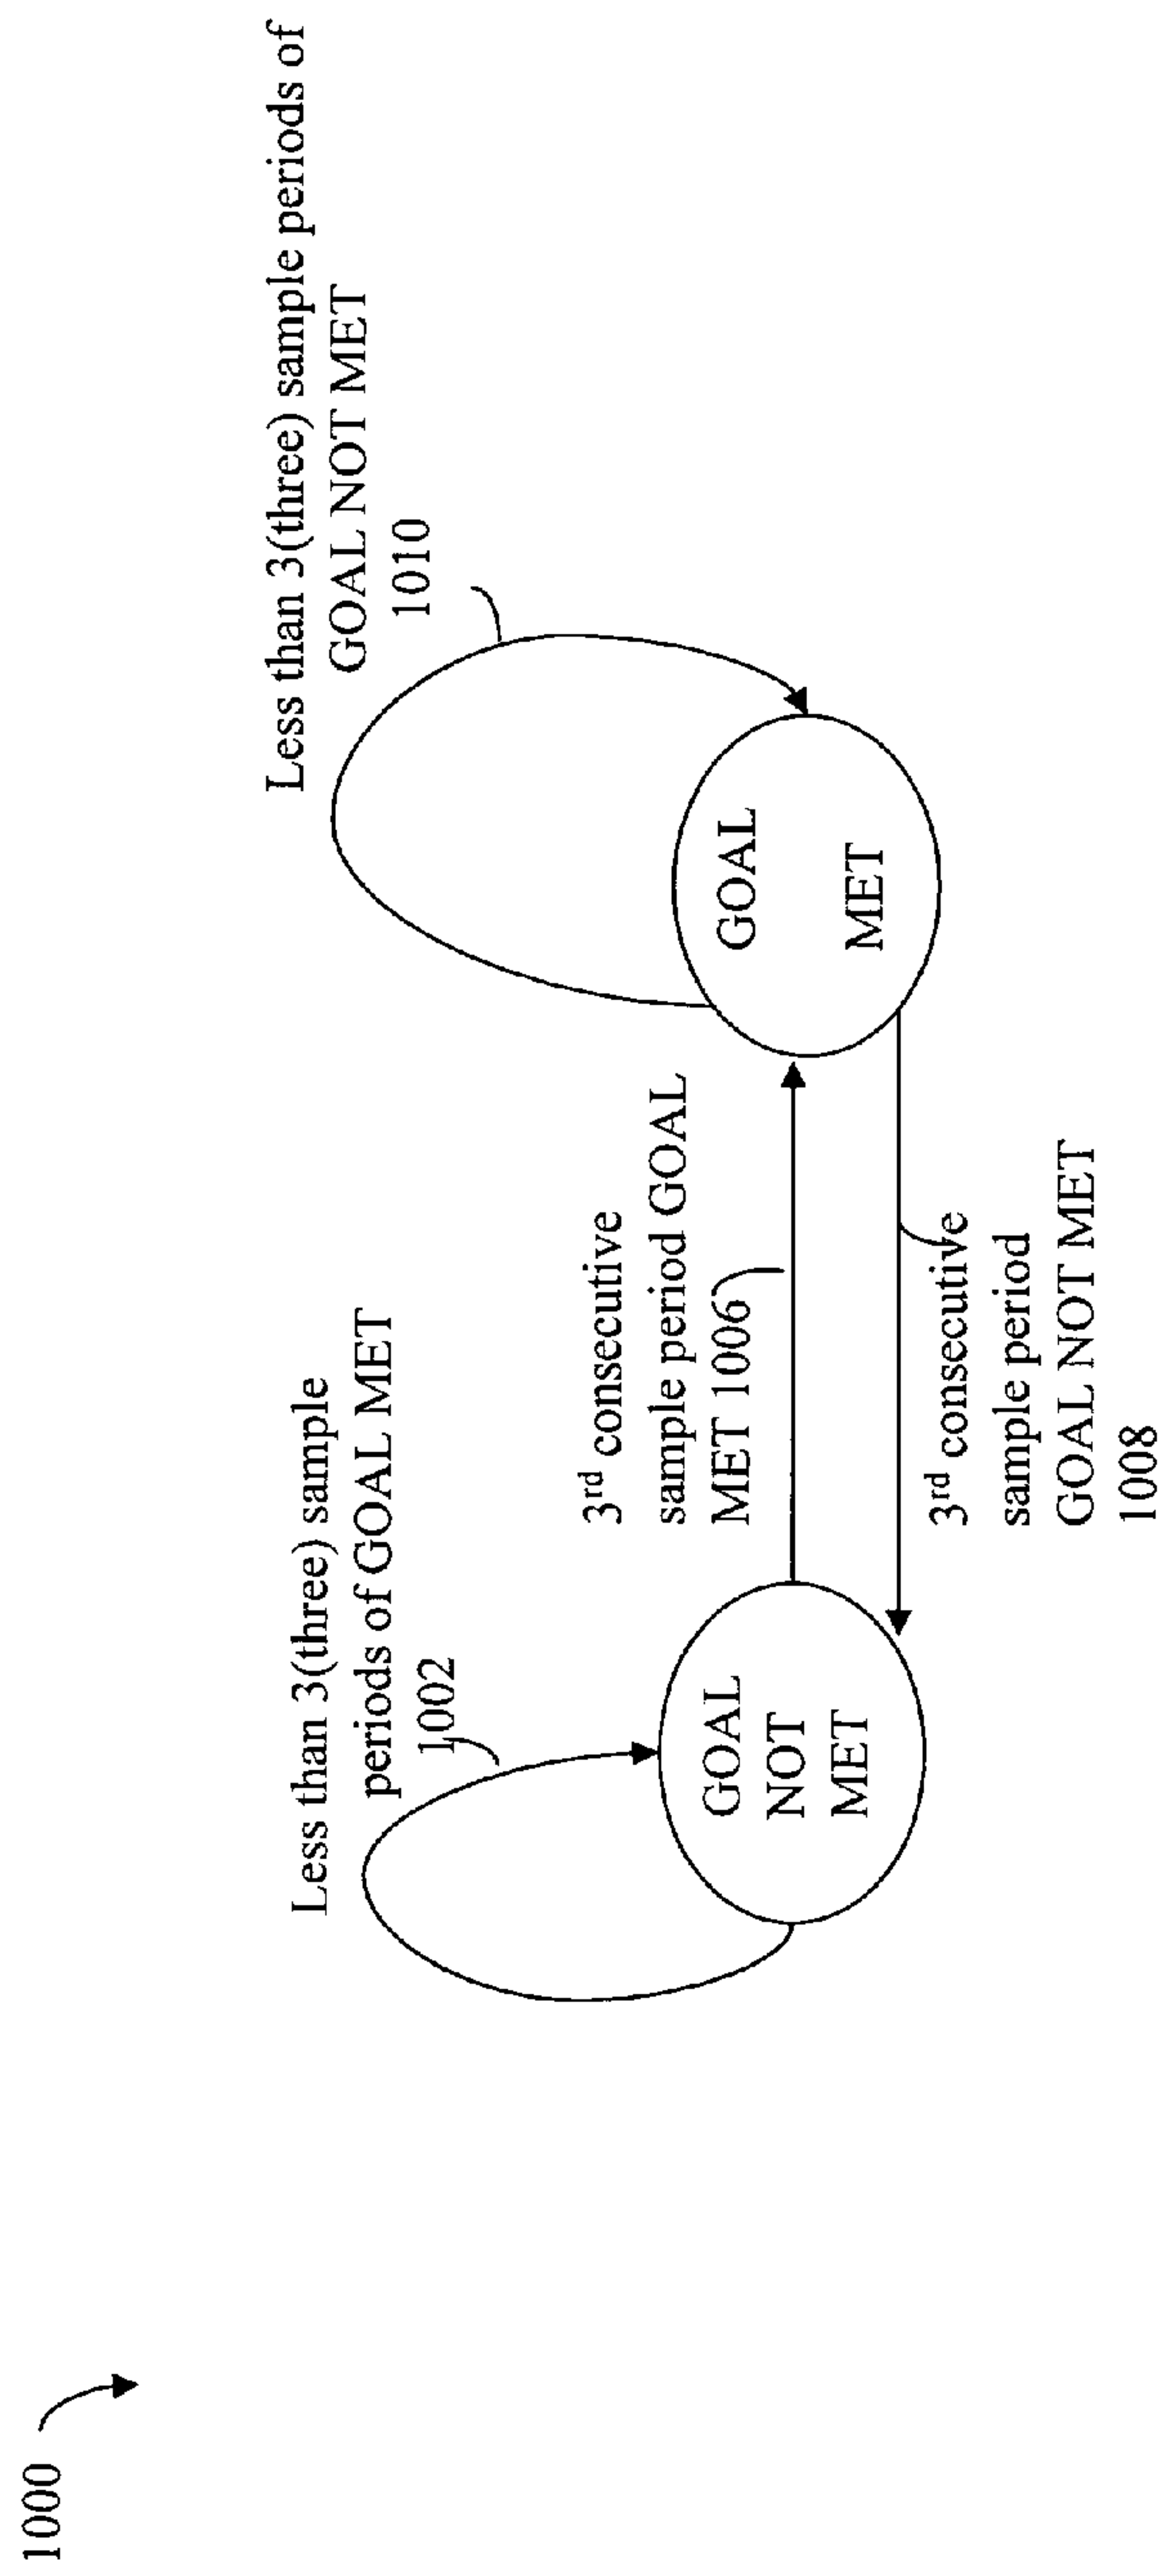 1000
Less than 3(three) sample
periods of GOAL MET
1002
Less than 3(three) sample periods of
GOAL NOT MET
1010
3rd consecutive
sample period GOAL
MET 1006
GOAL
NOT
MET
GOAL
MET
3rd consecutive
sample period
GOAL NOT MET
1008